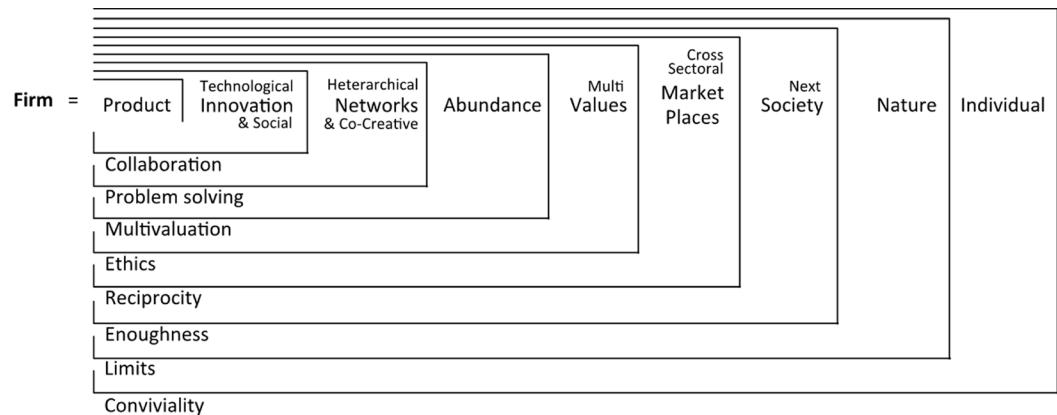 Firm =
Product
Technological
Innovation
& Social
Heterarchical
Networks
& Co-Creative
Abundance
Multi
Values
Cross
Sectoral
Market
Places
Next
Society
Nature
Individual
Collaboration
Problem solving
Multivaluation
Ethics
Reciprocity
Enoughness
Limits
Conviviality